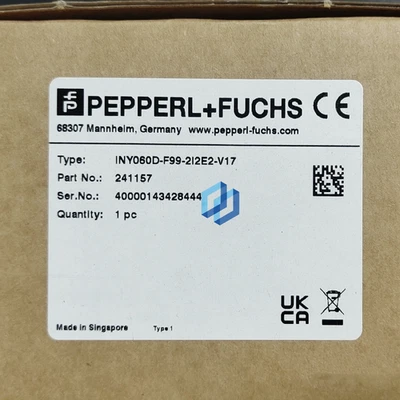 PEPPERL+FUCHS CE
68307 Mannheim, Germany www.pepperl-fuchs.com
Type: INY060D-F99-2I2E2-V17
Part No.: 241157
Ser.No.: 40000143428444
Quantity: 1 pc
UK
CA
Made in Singapore Type 1